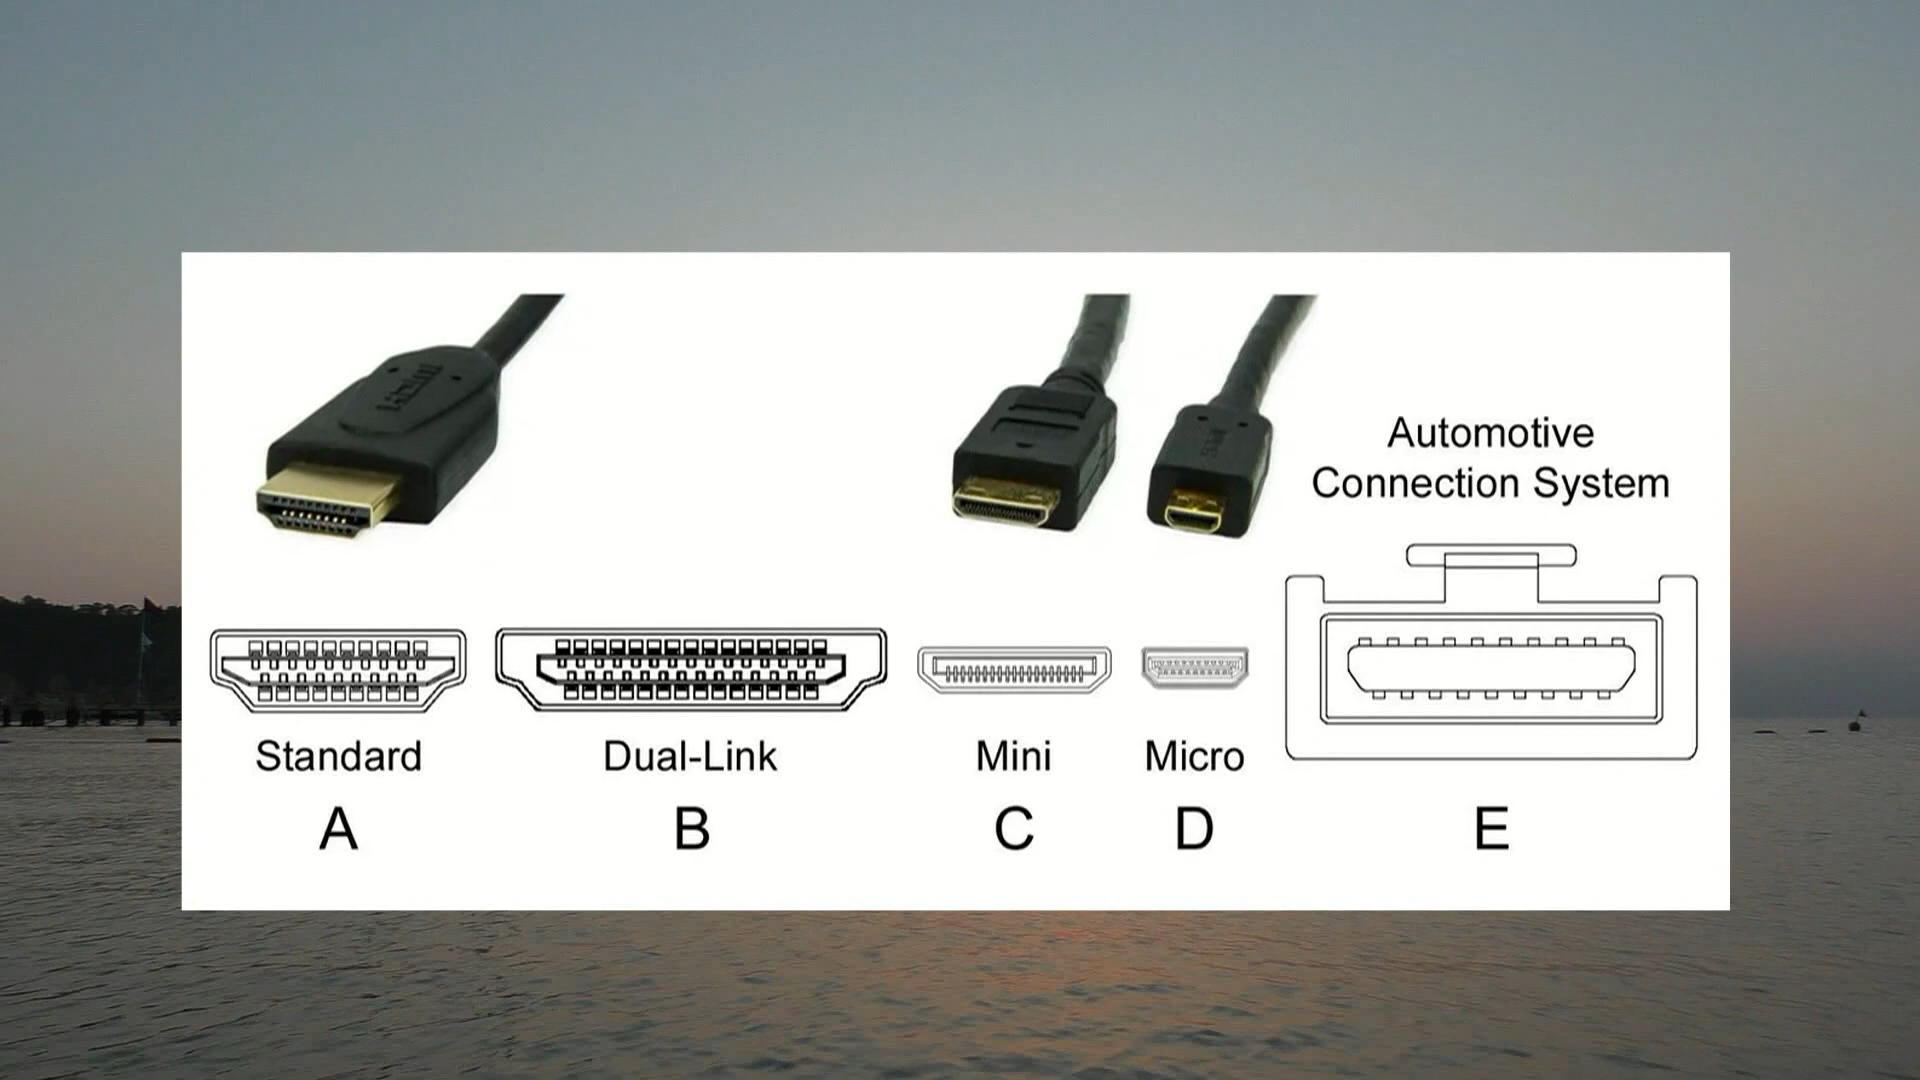 Automotive
Connection System
Standard
Dual-Link
Mini
Micro
A
B
C
D
E